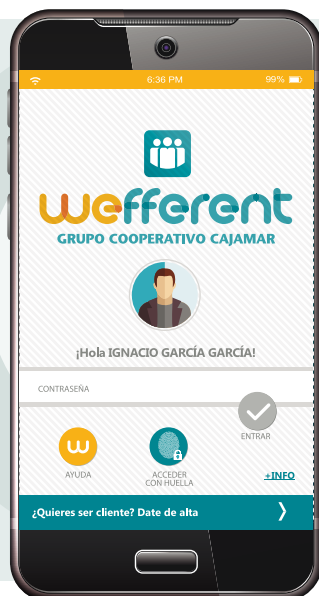 6:36 PM 99%
wefferent
GRUPO COOPERATIVO CAJAMAR
¡Hola IGNACIO GARCÍA GARCÍA!
CONTRASEÑA
ENTRAR
w
AYUDA
ACCEDER
CON HUELLA
+INFO
¿Quieres ser cliente? Date de alta